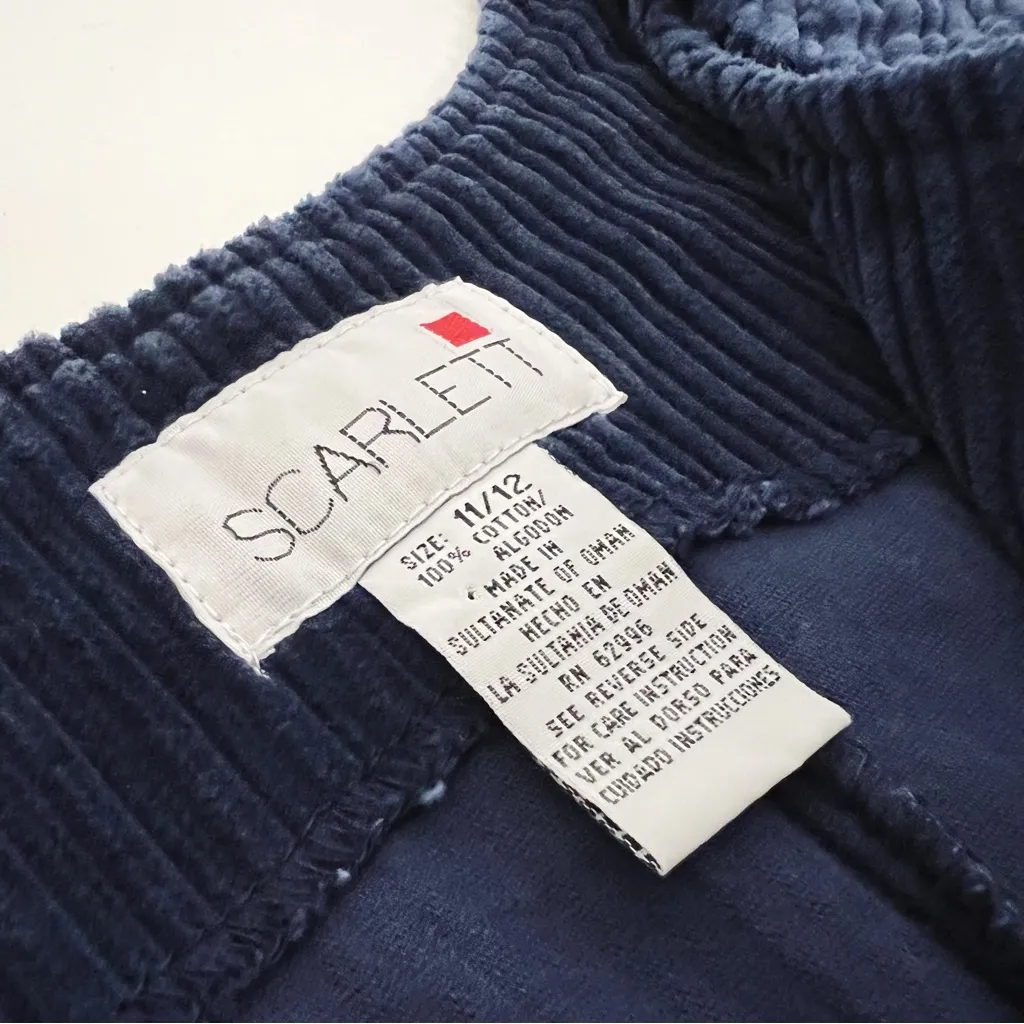 SCARLETT
SIZE: 11/12
100% COTTON/
ALGODON
MADE IN
SULTANATE OF OMAN
HECHO EN
LA SULTANIA DE OMAN
RN 62996
SEE REVERSE SIDE
FOR CARE INSTRUCTION
VER AL DORSO PARA
CUIDADO INSTRUCCIONES